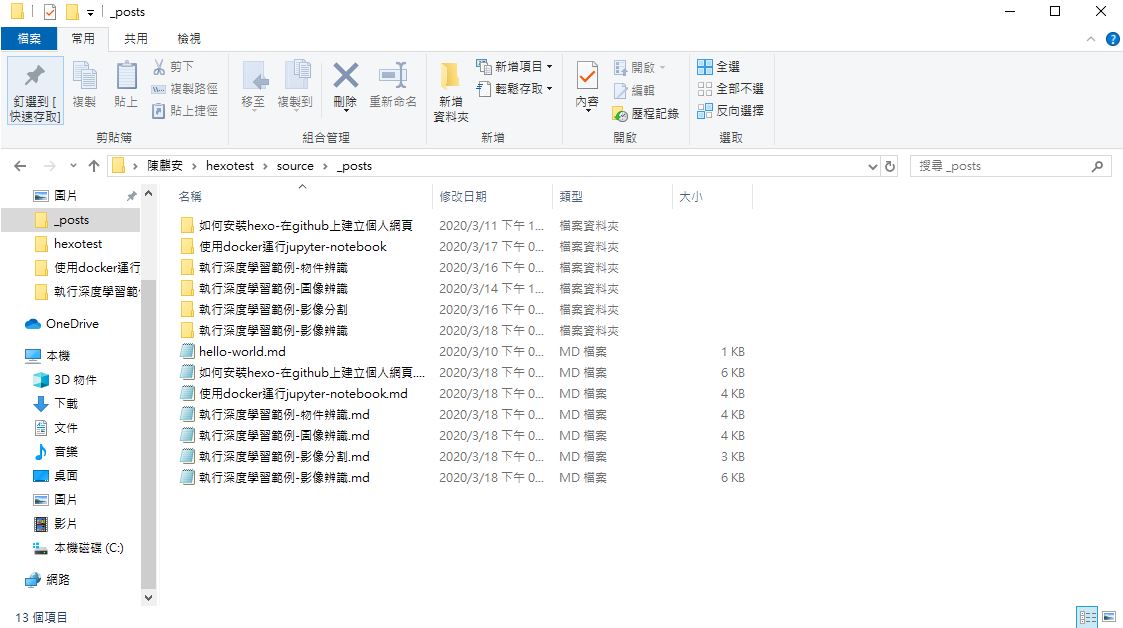 _posts
檔案 常用 共用 檢視
釘選到 [
快速存取]
複製
貼上
剪下
複製路徑
貼上捷徑
剪貼簿
移至
複製到
刪除
重新命名
組合管理
新增
資料夾
新增項目
輕鬆存取
新增
內容
開啟
編輯
歷程記錄
開啟
全選
全部不選
反向選擇
選取
陳麒安 > hexotest > source > _posts
搜尋 _posts
圖片
_posts
hexotest
使用docker運行
執行深度學習範
OneDrive
本機
3D 物件
下載
文件
音樂
桌面
圖片
影片
本機磁碟 (C:)
網路
名稱 修改日期 類型 大小
如何安裝hexo-在github上建立個人網頁 2020/3/11 下午 1... 檔案資料夾
使用docker運行jupyter-notebook 2020/3/17 下午 0... 檔案資料夾
執行深度學習範例-物件辨識 2020/3/16 下午 0... 檔案資料夾
執行深度學習範例-圖像辨識 2020/3/14 下午 1... 檔案資料夾
執行深度學習範例-影像分割 2020/3/16 下午 0... 檔案資料夾
執行深度學習範例-影像辨識 2020/3/18 下午 0... 檔案資料夾
hello-world.md 2020/3/10 下午 0... MD 檔案 1 KB
如何安裝hexo-在github上建立個人網頁.... 2020/3/18 下午 0... MD 檔案 6 KB
使用docker運行jupyter-notebook.md 2020/3/18 下午 0... MD 檔案 4 KB
執行深度學習範例-物件辨識.md 2020/3/18 下午 0... MD 檔案 4 KB
執行深度學習範例-圖像辨識.md 2020/3/18 下午 0... MD 檔案 4 KB
執行深度學習範例-影像分割.md 2020/3/18 下午 0... MD 檔案 3 KB
執行深度學習範例-影像辨識.md 2020/3/18 下午 0... MD 檔案 6 KB
13 個項目